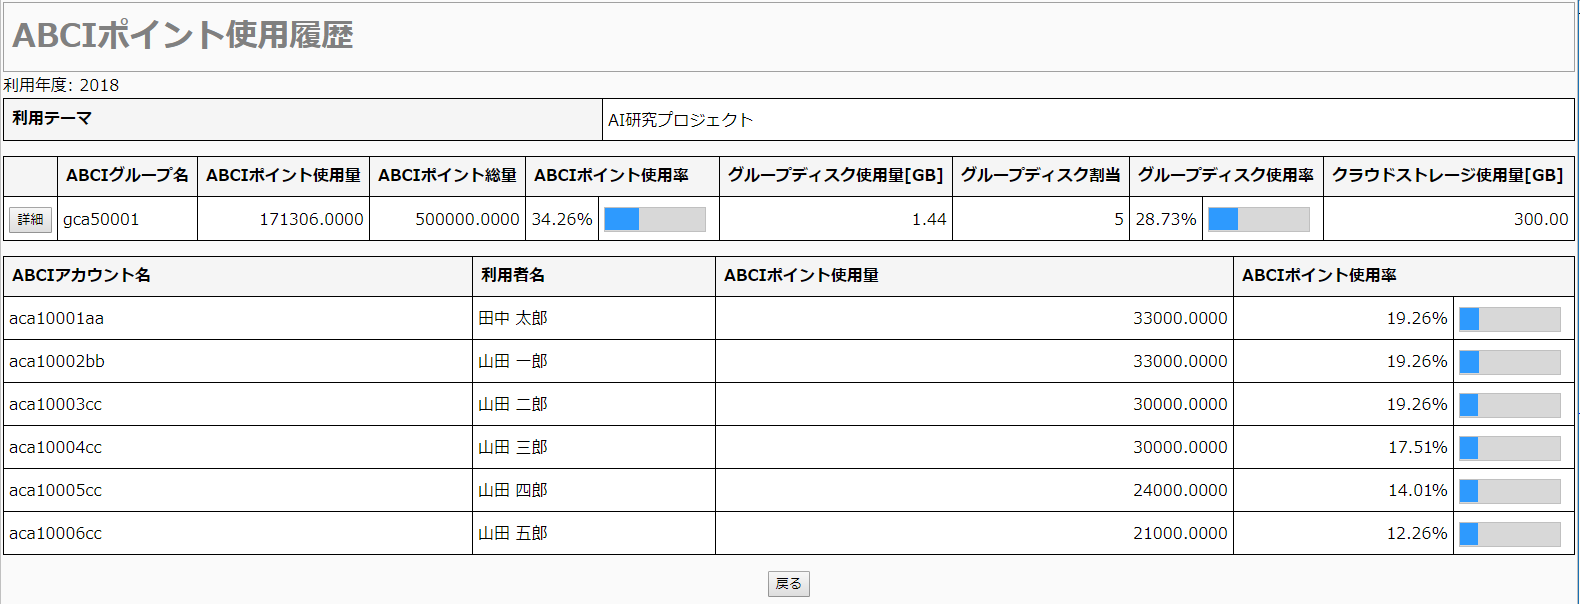 ABCIポイント使用履歴
利用年度: 2018
利用テーマ AI研究プロジェクト
ABCIグループ名 ABCIポイント使用量 ABCIポイント総量 ABCIポイント使用率 グループディスク使用量[GB] グループディスク割当 グループディスク使用率 クラウドストレージ使用量[GB]
詳細 gca50001 171306.0000 500000.0000 34.26% 1.44 5 28.73% 300.00
ABCIアカウント名 利用者名 ABCIポイント使用量 ABCIポイント使用率
aca10001aa 田中 太郎 33000.0000 19.26%
aca10002bb 山田 一郎 33000.0000 19.26%
aca10003cc 山田 二郎 30000.0000 19.26%
aca10004cc 山田 三郎 30000.0000 17.51%
aca10005cc 山田 四郎 24000.0000 14.01%
aca10006cc 山田 五郎 21000.0000 12.26%
戻る